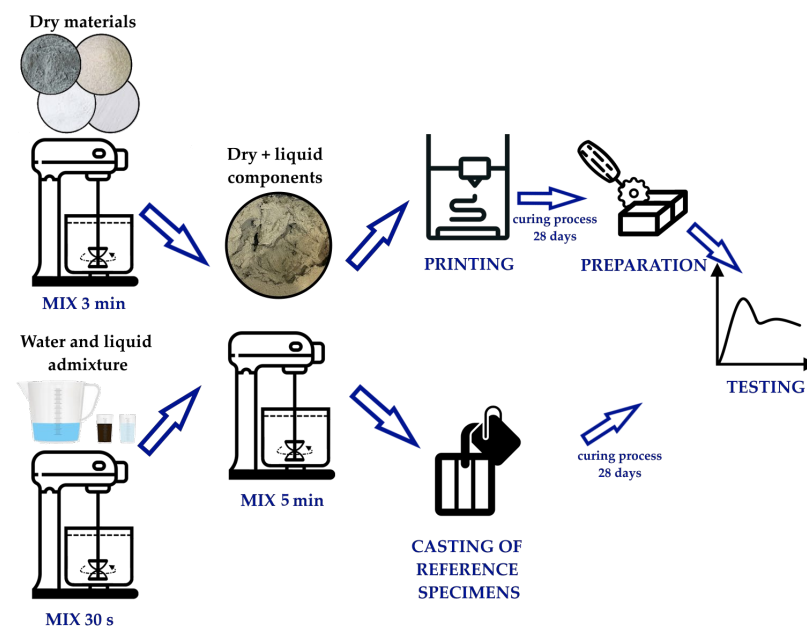 Dry materials
MIX 3 min
Water and liquid
admixture
MIX 30 s
Dry + liquid
components
MIX 5 min
PRINTING
curing process
28 days
PREPARATION
CASTING OF
REFERENCE
SPECIMENS
curing process
28 days
TESTING